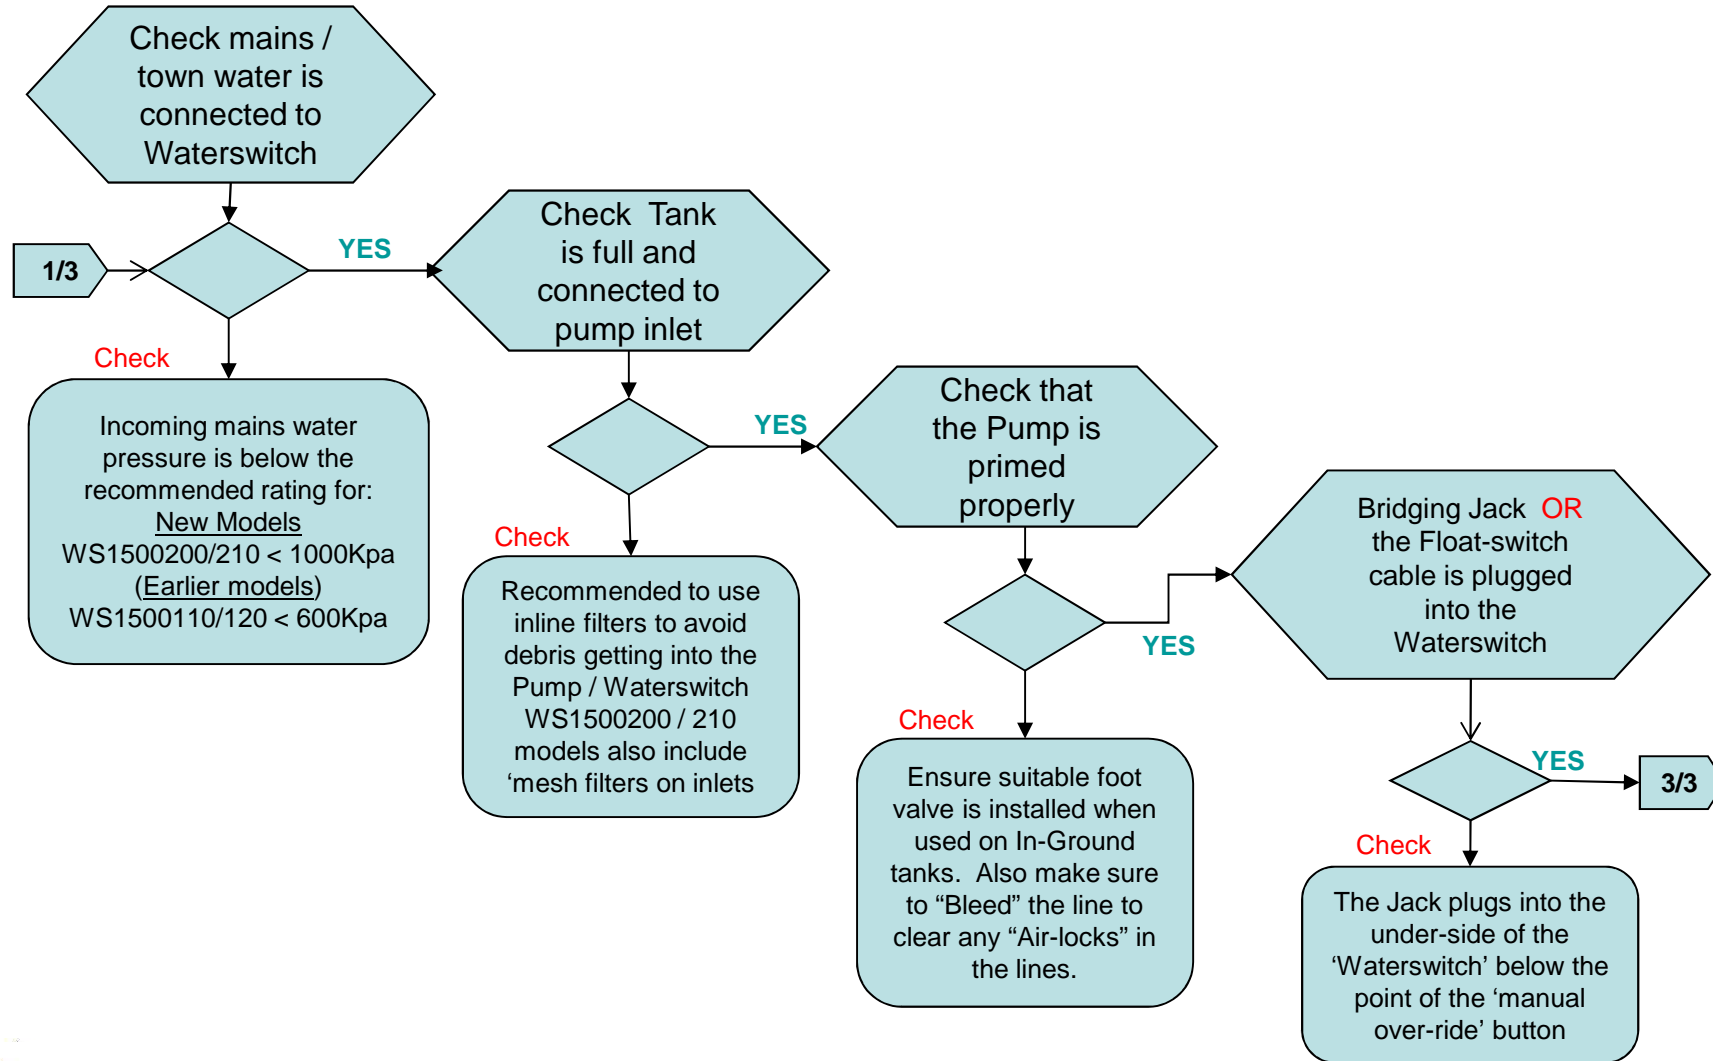 Check mains /
town water is
connected to
Waterswitch
1/3
YES
Check
Incoming mains water
pressure is below the
recommended rating for:
New Models
WS1500200/210 < 1000Kpa
(Earlier models)
WS1500110/120 < 600Kpa
Check Tank
is full and
connected to
pump inlet
YES
Check
Recommended to use
inline filters to avoid
debris getting into the
Pump / Waterswitch
WS1500200 / 210
models also include
‘mesh filters on inlets
Check that
the Pump is
primed
properly
YES
Check
Ensure suitable foot
valve is installed when
used on In-Ground
tanks. Also make sure
to “Bleed” the line to
clear any “Air-locks” in
the lines.
Bridging Jack OR
the Float-switch
cable is plugged
into the
Waterswitch
YES
3/3
Check
The Jack plugs into the
under-side of the
‘Waterswitch’ below the
point of the ‘manual
over-ride’ button